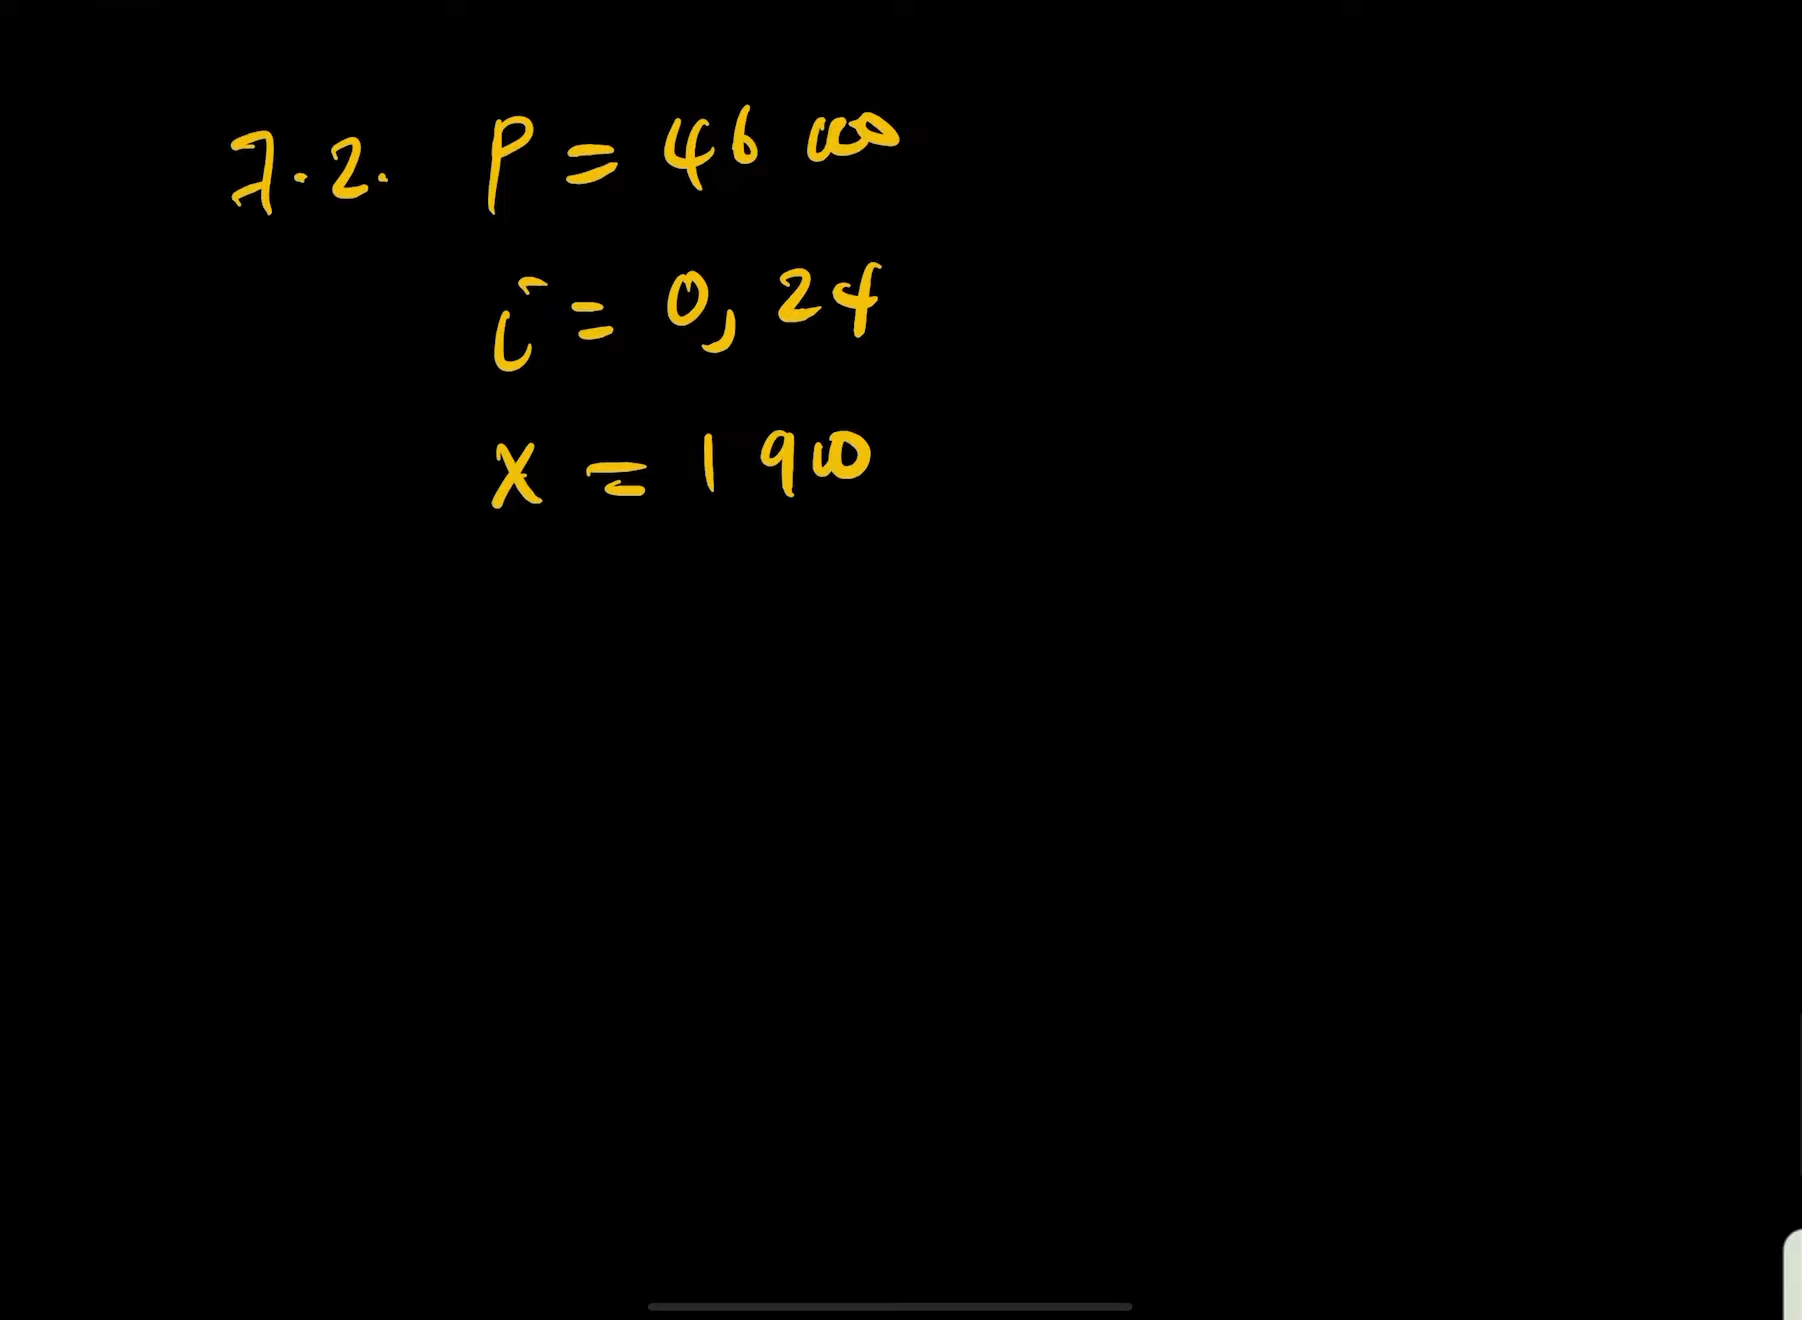 7.2. P = 46 000
i = 0,24
x = 1 900